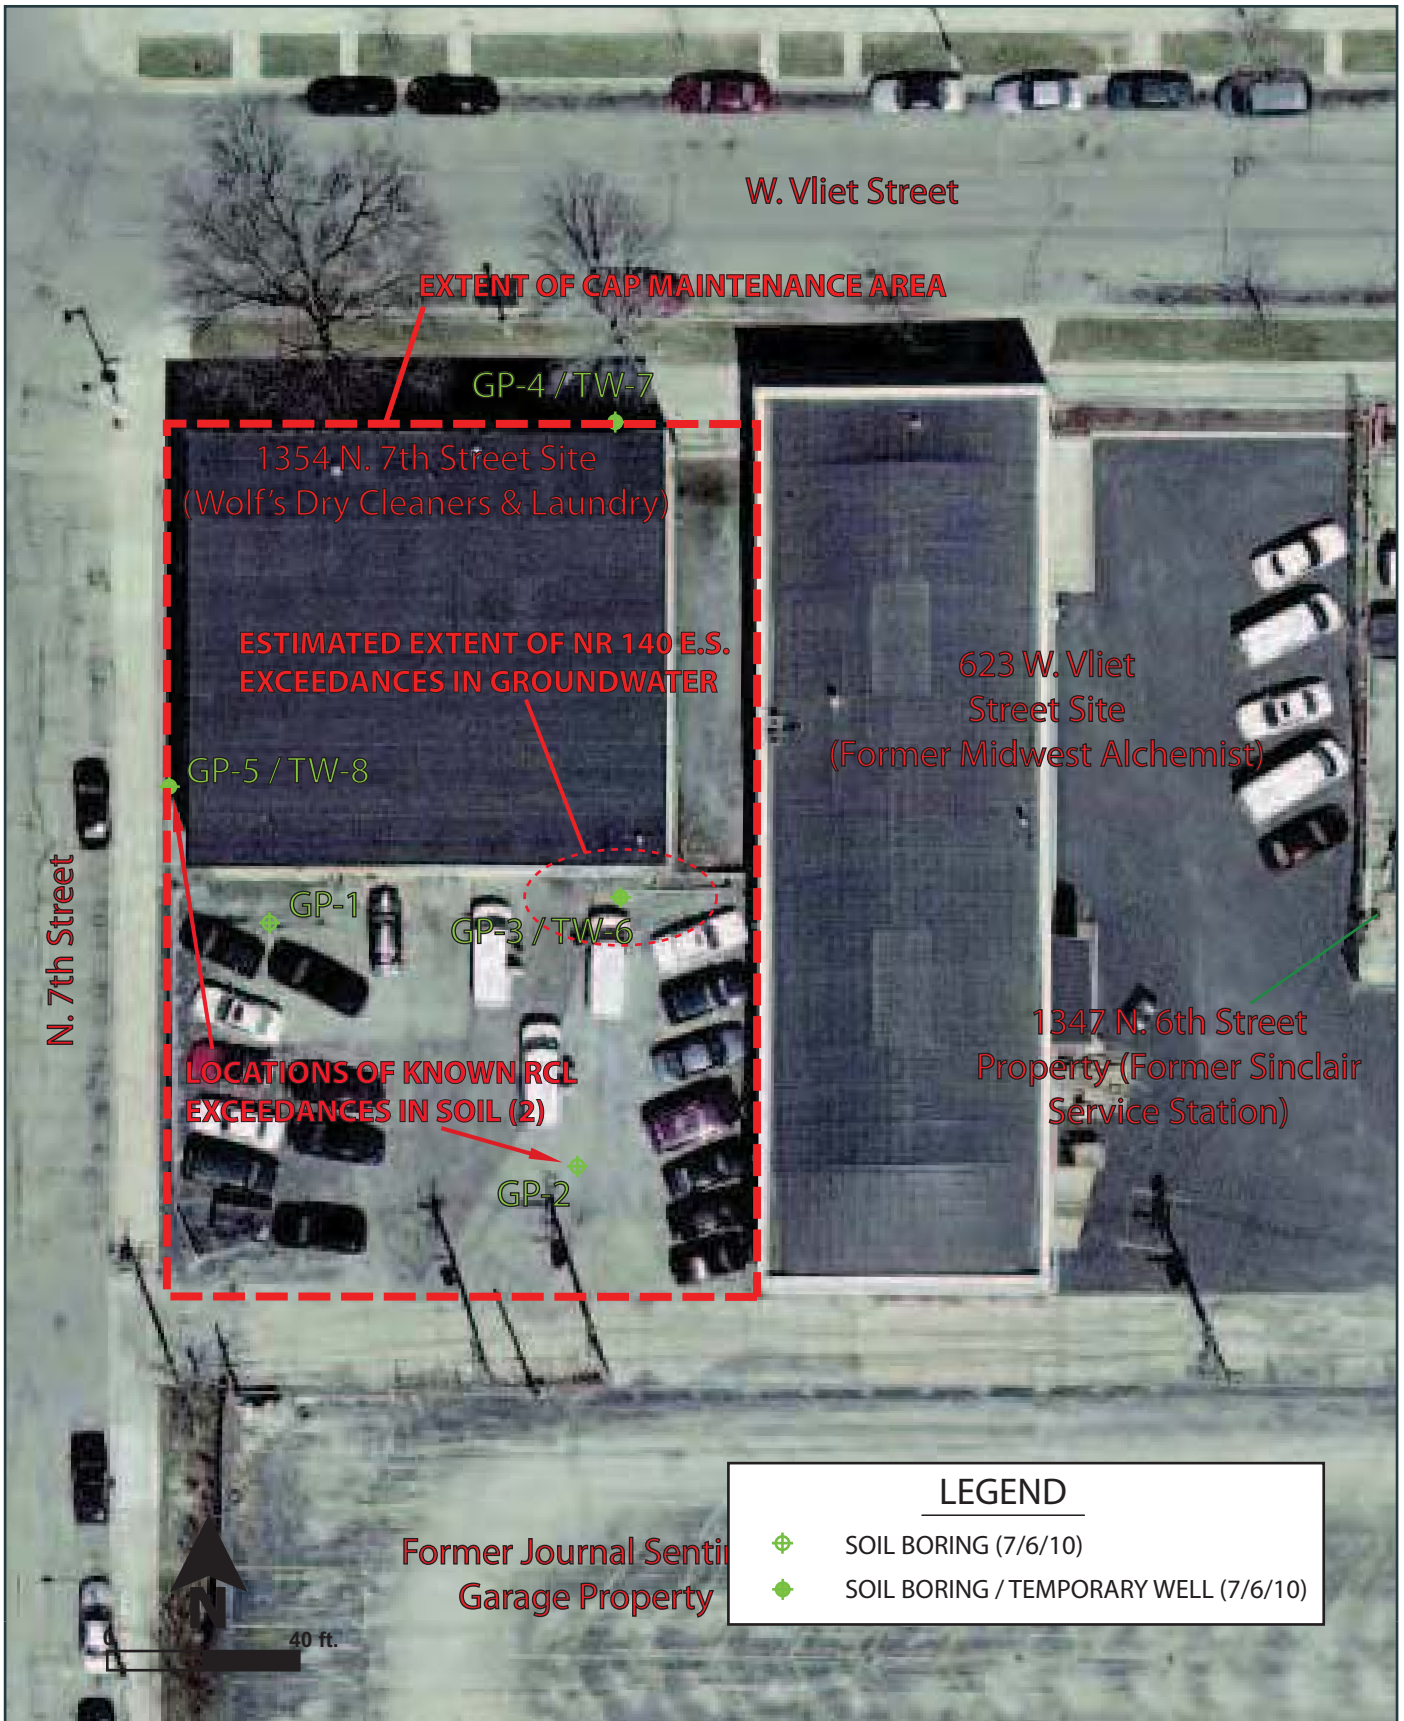 W. Vliet Street
EXTENT OF CAP MAINTENANCE AREA
GP-4 / TW-7
1354 N. 7th Street Site
(Wolf's Dry Cleaners & Laundry)
ESTIMATED EXTENT OF NR 140 E.S.
EXCEEDANCES IN GROUNDWATER
623 W. Vliet
Street Site
(Former Midwest Alchemist)
GP-5 / TW-8
N. 7th Street
GP-1
GP-3 / TW-6
1347 N. 6th Street
Property (Former Sinclair
Service Station)
LOCATIONS OF KNOWN RCL
EXCEEDANCES IN SOIL (2)
GP-2
LEGEND
SOIL BORING (7/6/10)
SOIL BORING / TEMPORARY WELL (7/6/10)
Former Journal Senti
Garage Property
N
0 40 ft.